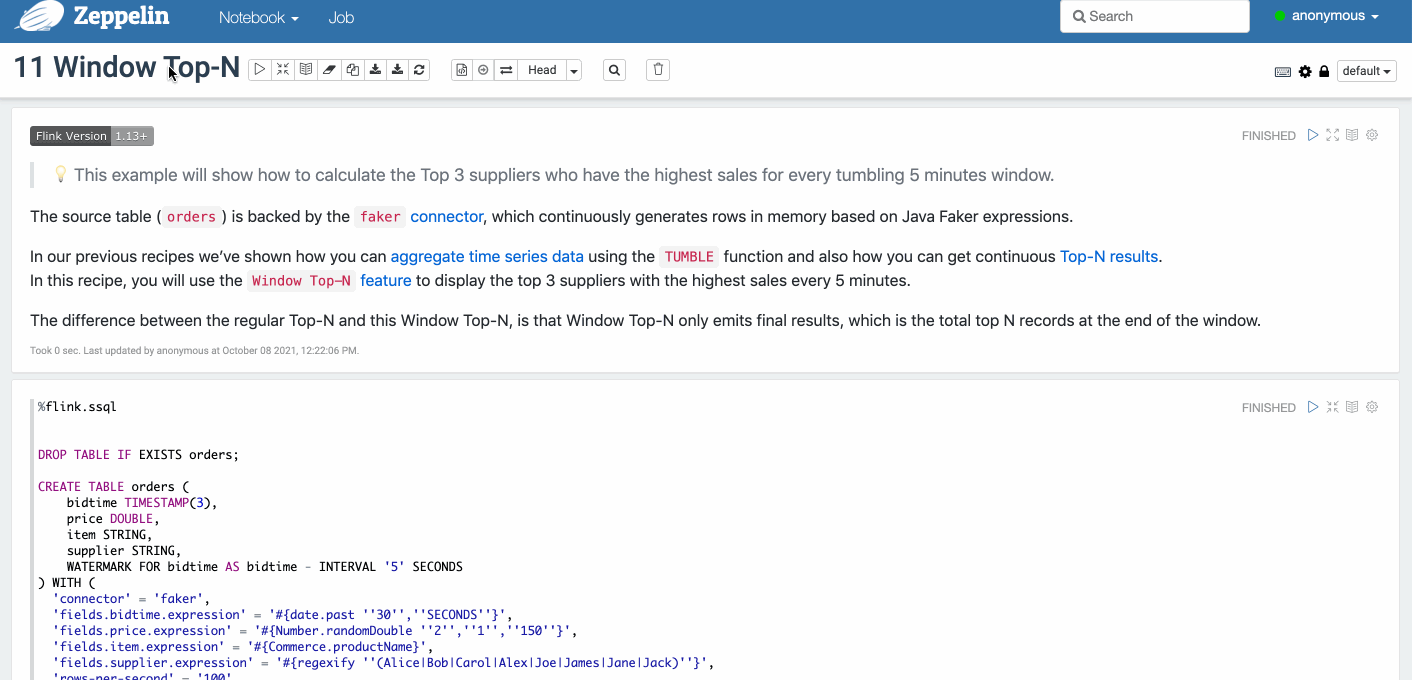 Zeppelin Notebook Job Search anonymous
11 Window Top-N Head default
Flink Version 1.13+ FINISHED
This example will show how to calculate the Top 3 suppliers who have the highest sales for every tumbling 5 minutes window.
The source table ( orders ) is backed by the faker connector, which continuously generates rows in memory based on Java Faker expressions.
In our previous recipes we’ve shown how you can aggregate time series data using the TUMBLE function and also how you can get continuous Top-N results.
In this recipe, you will use the Window Top-N feature to display the top 3 suppliers with the highest sales every 5 minutes.
The difference between the regular Top-N and this Window Top-N, is that Window Top-N only emits final results, which is the total top N records at the end of the window.
Took 0 sec. Last updated by anonymous at October 08 2021, 12:22:06 PM.
%flink.ssql FINISHED
DROP TABLE IF EXISTS orders;
CREATE TABLE orders (
bidtime TIMESTAMP(3),
price DOUBLE,
item STRING,
supplier STRING,
WATERMARK FOR bidtime AS bidtime - INTERVAL '5' SECONDS
) WITH (
'connector' = 'faker',
'fields.bidtime.expression' = '#{date.past ''30'',''SECONDS''}',
'fields.price.expression' = '#{Number.randomDouble ''2'',''1'',''150''}',
'fields.item.expression' = '#{Commerce.productName}',
'fields.supplier.expression' = '#{regexify ''(Alice|Bob|Carol|Alex|Joe|James|Jane|Jack)''}',
'rows-per-second' = '100'